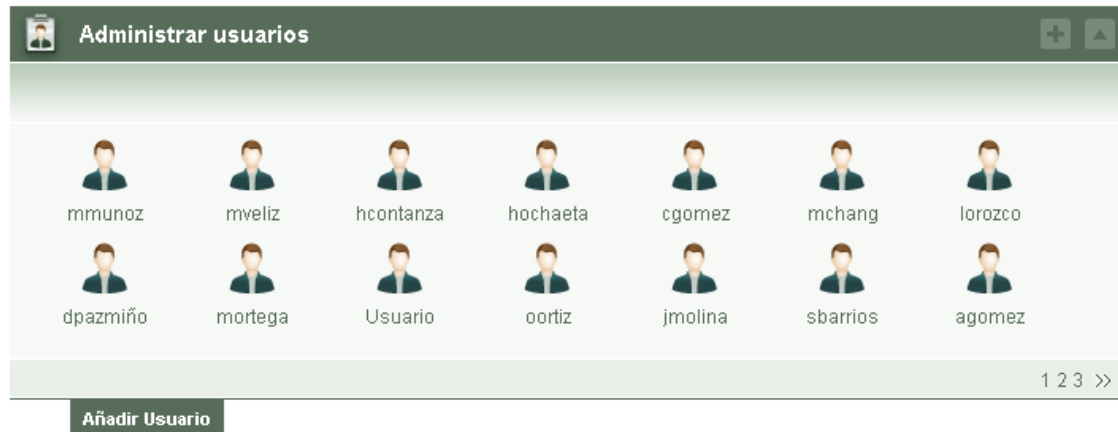 Administrar usuarios
mmunoz mveliz hcontanza hochaeta cgomez mchang lorozco
dpazmiño mortega Usuario oortiz jmolina sbarrios agomez
1 2 3 >>
Añadir Usuario